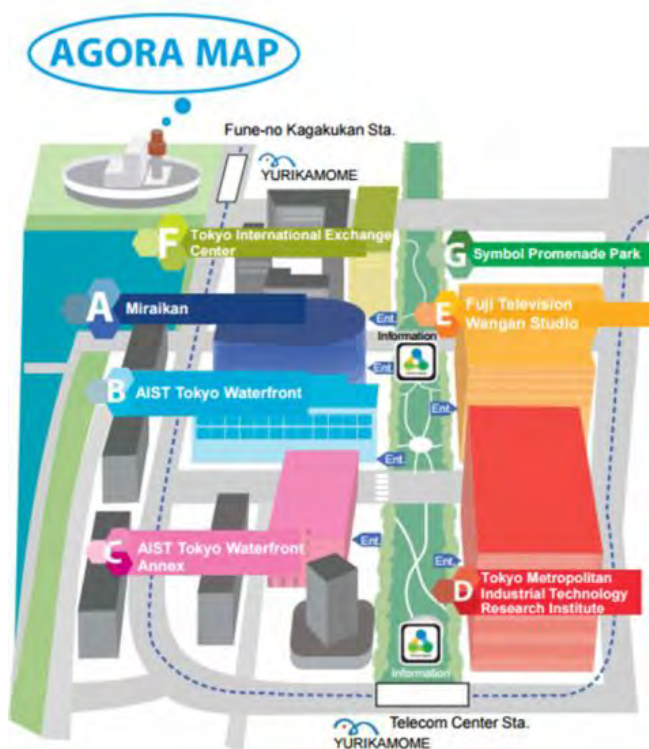 AGORA MAP
Fune-no Kagakukan Sta.
YURIKAMOME
F
Tokyo International Exchange
Center
G
Symbol Promenade Park
A
Miraikan
Ent.
E
Fuji Television
Wangan Studio
Information
Ent.
B
AIST Tokyo Waterfront
Ent.
Ent.
C
AIST Tokyo Waterfront
Annex
Ent.
Ent.
D
Tokyo Metropolitan
Industrial Technology
Research Institute
Information
Telecom Center Sta.
YURIKAMOME